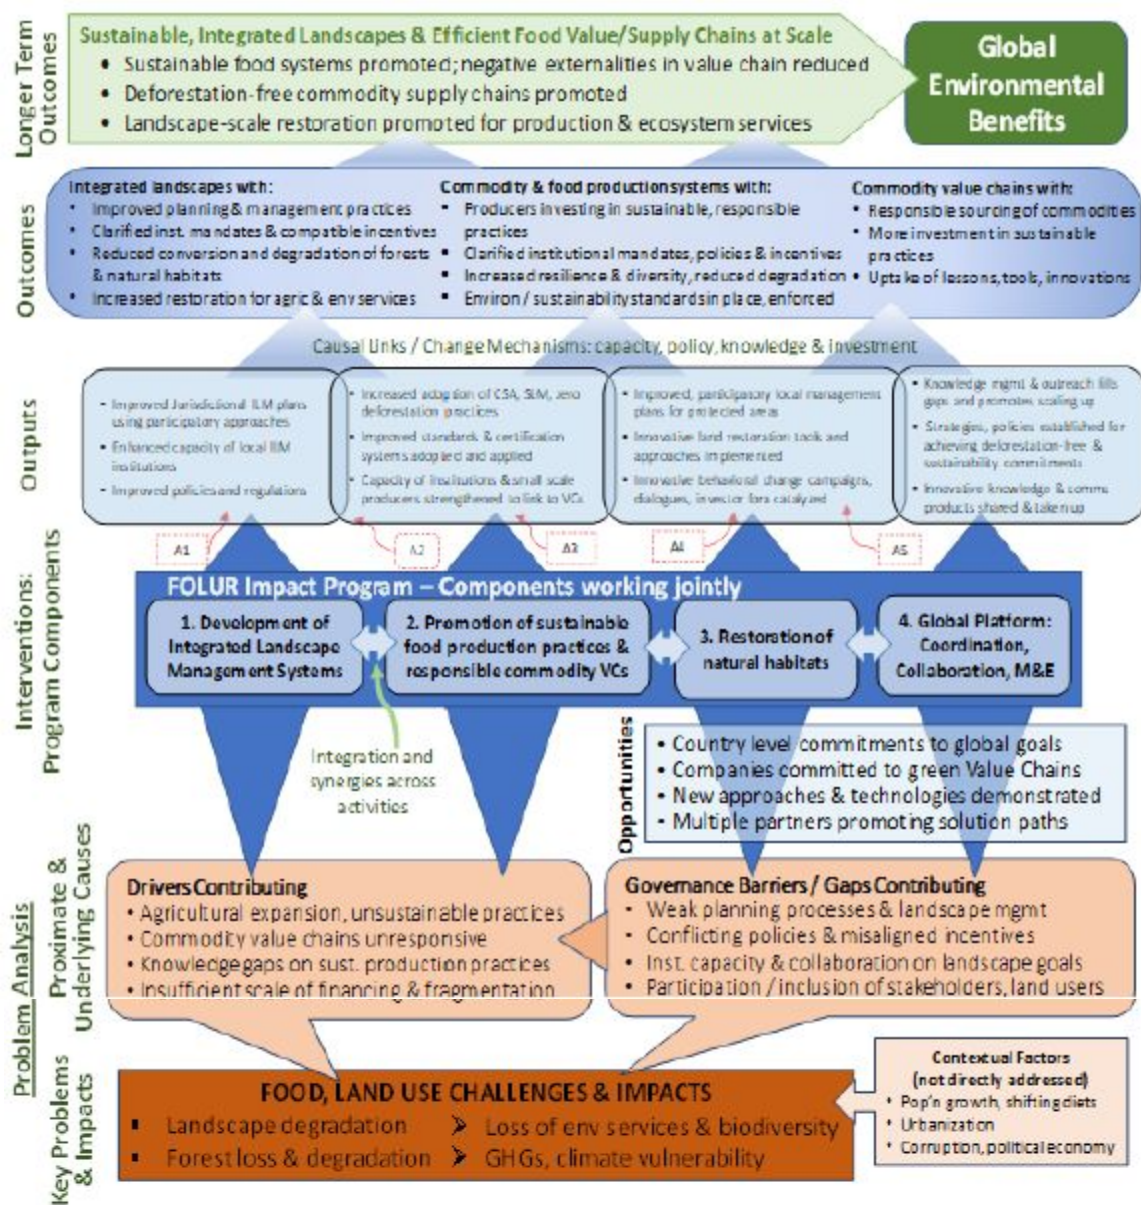 Longer Term
Outcomes
Sustainable, Integrated Landscapes & Efficient Food Value/Supply Chains at Scale
• Sustainable food systems promoted; negative externalities in value chain reduced
• Deforestation-free commodity supply chains promoted
• Landscape-scale restoration promoted for production & ecosystem services
Global
Environmental
Benefits
Outcomes
Integrated landscapes with:
• Improved planning & management practices
• Clarified inst. mandates & compatible incentives
• Reduced conversion and degradation of forests
& natural habitats
• Increased restoration for agric & env services
Commodity & food production systems with:
▪ Producers investing in sustainable, responsible
practices
▪ Clarified institutional mandates, policies & incentives
▪ Increased resilience & diversity, reduced degradation
▪ Environ / sustainability standards in place, enforced
Commodity value chains with:
• Responsible sourcing of commodities
• More investment in sustainable
practices
• Uptake of lessons, tools, innovations
Causal Links / Change Mechanisms: capacity, policy, knowledge & investment
Outputs
• Improved Jurisdictional ILM plans
using participatory approaches
• Enhanced capacity of local ILM
institutions
• Improved policies and regulations
• Increased adoption of CSA, SLM, zero
deforestation practices
• Improved standards & certification
systems adopted and applied
• Capacity of institutions & small scale
producers strengthened to link to VCs
• Improved, participatory local management
plans for protected areas
• Innovative land restoration tools and
approaches implemented
• Innovative behavioral change campaigns,
dialogues, investor fora catalyzed
• Knowledge mgmt & outreach fills
gaps and promotes scaling up
• Strategies, policies established for
achieving deforestation-free &
sustainability commitments
• Innovative knowledge & comms
products shared & taken up
A1
A2
A3
A4
A5
Interventions:
Program Components
FOLUR Impact Program – Components working jointly
1. Development of
Integrated Landscape
Management Systems
2. Promotion of sustainable
food production practices &
responsible commodity VCs
3. Restoration of
natural habitats
4. Global Platform:
Coordination,
Collaboration, M&E
Integration and
synergies across
activities
Opportunities
• Country level commitments to global goals
• Companies committed to green Value Chains
• New approaches & technologies demonstrated
• Multiple partners promoting solution paths
Problem Analysis
Proximate &
Underlying Causes
Drivers Contributing
• Agricultural expansion, unsustainable practices
• Commodity value chains unresponsive
• Knowledge gaps on sust. production practices
• Insufficient scale of financing & fragmentation
Governance Barriers / Gaps Contributing
• Weak planning processes & landscape mgmt
• Conflicting policies & misaligned incentives
• Inst. capacity & collaboration on landscape goals
• Participation / inclusion of stakeholders, land users
Key Problems
& Impacts
FOOD, LAND USE CHALLENGES & IMPACTS
▪ Landscape degradation
▪ Forest loss & degradation
➢ Loss of env services & biodiversity
➢ GHGs, climate vulnerability
Contextual Factors
(not directly addressed)
• Pop'n growth, shifting diets
• Urbanization
• Corruption, political economy